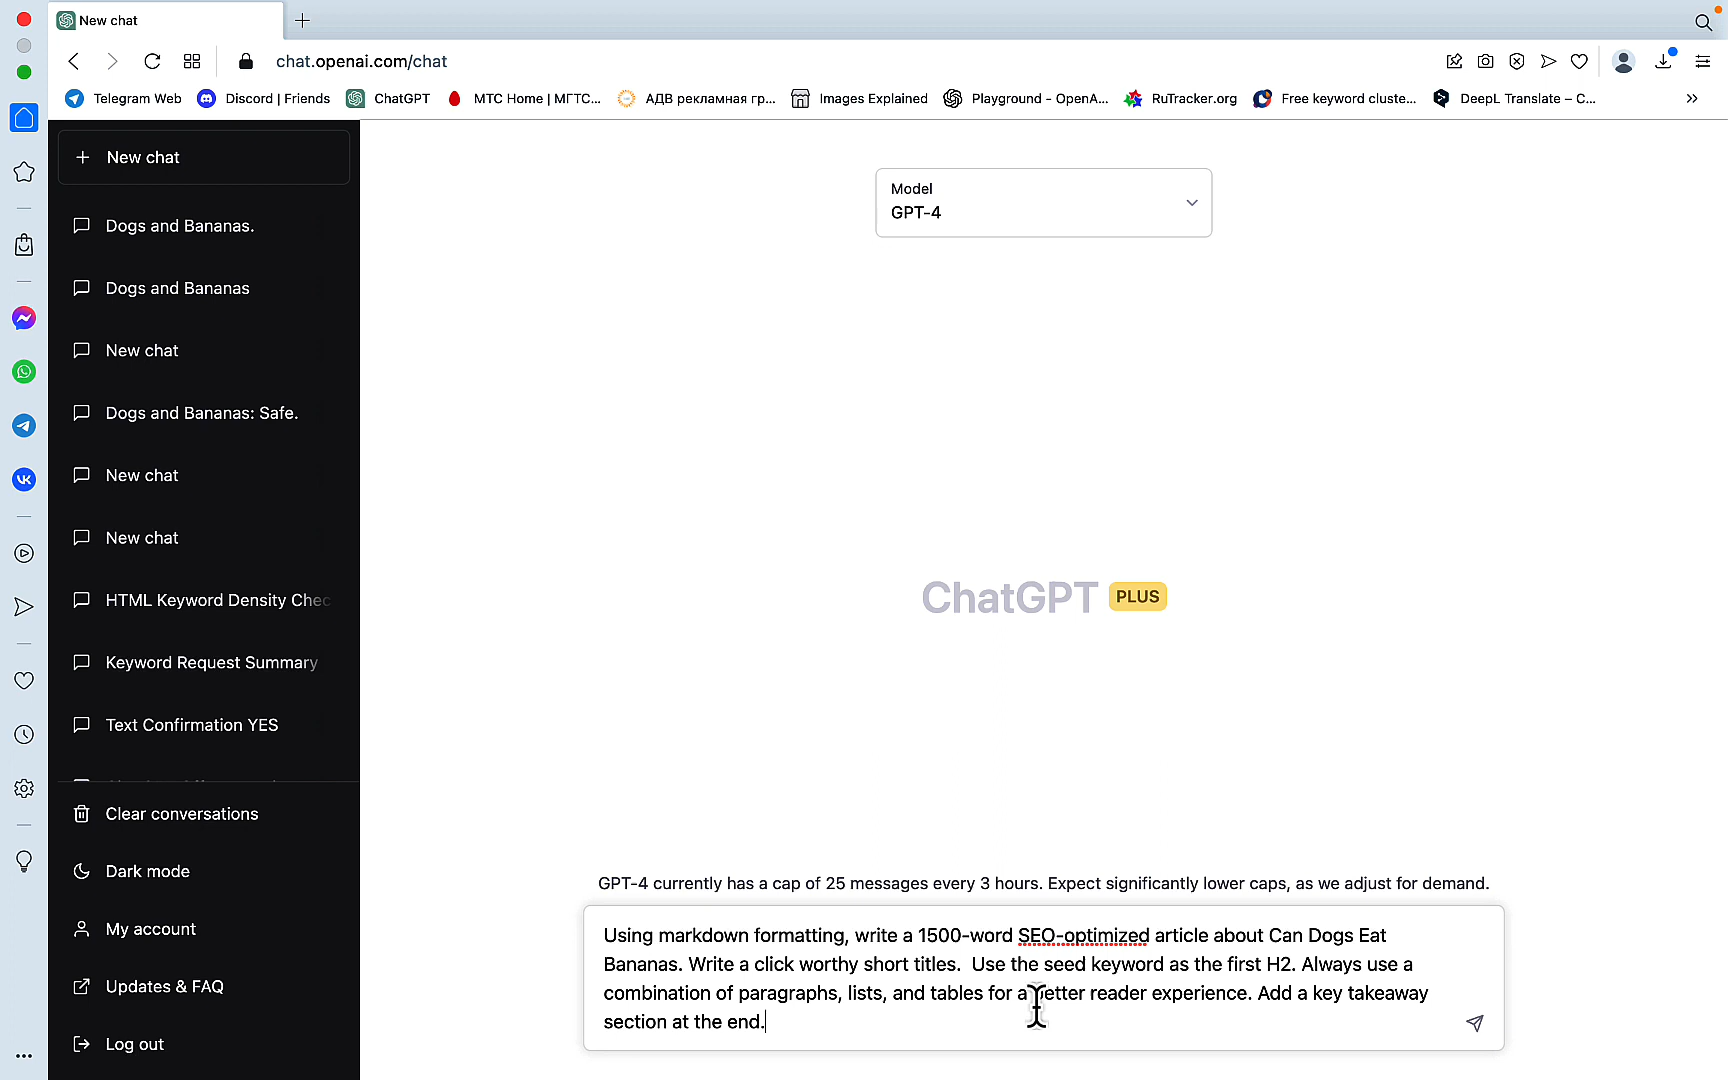 New chat
chat.openai.com/chat
Telegram Web
Discord | Friends
ChatGPT
МТС Home | МГТС...
АДВ рекламная гр...
Images Explained
Playground - OpenA...
RuTracker.org
Free keyword cluste...
DeepL Translate – C...
New chat
Dogs and Bananas.
Dogs and Bananas
New chat
Dogs and Bananas: Safe.
New chat
New chat
HTML Keyword Density Chec
Keyword Request Summary
Text Confirmation YES
Clear conversations
Dark mode
My account
Updates & FAQ
Log out
Model
GPT-4
ChatGPT PLUS
GPT-4 currently has a cap of 25 messages every 3 hours. Expect significantly lower caps, as we adjust for demand.
Using markdown formatting, write a 1500-word SEO-optimized article about Can Dogs Eat
Bananas. Write a click worthy short titles.  Use the seed keyword as the first H2. Always use a
combination of paragraphs, lists, and tables for a better reader experience. Add a key takeaway
section at the end.